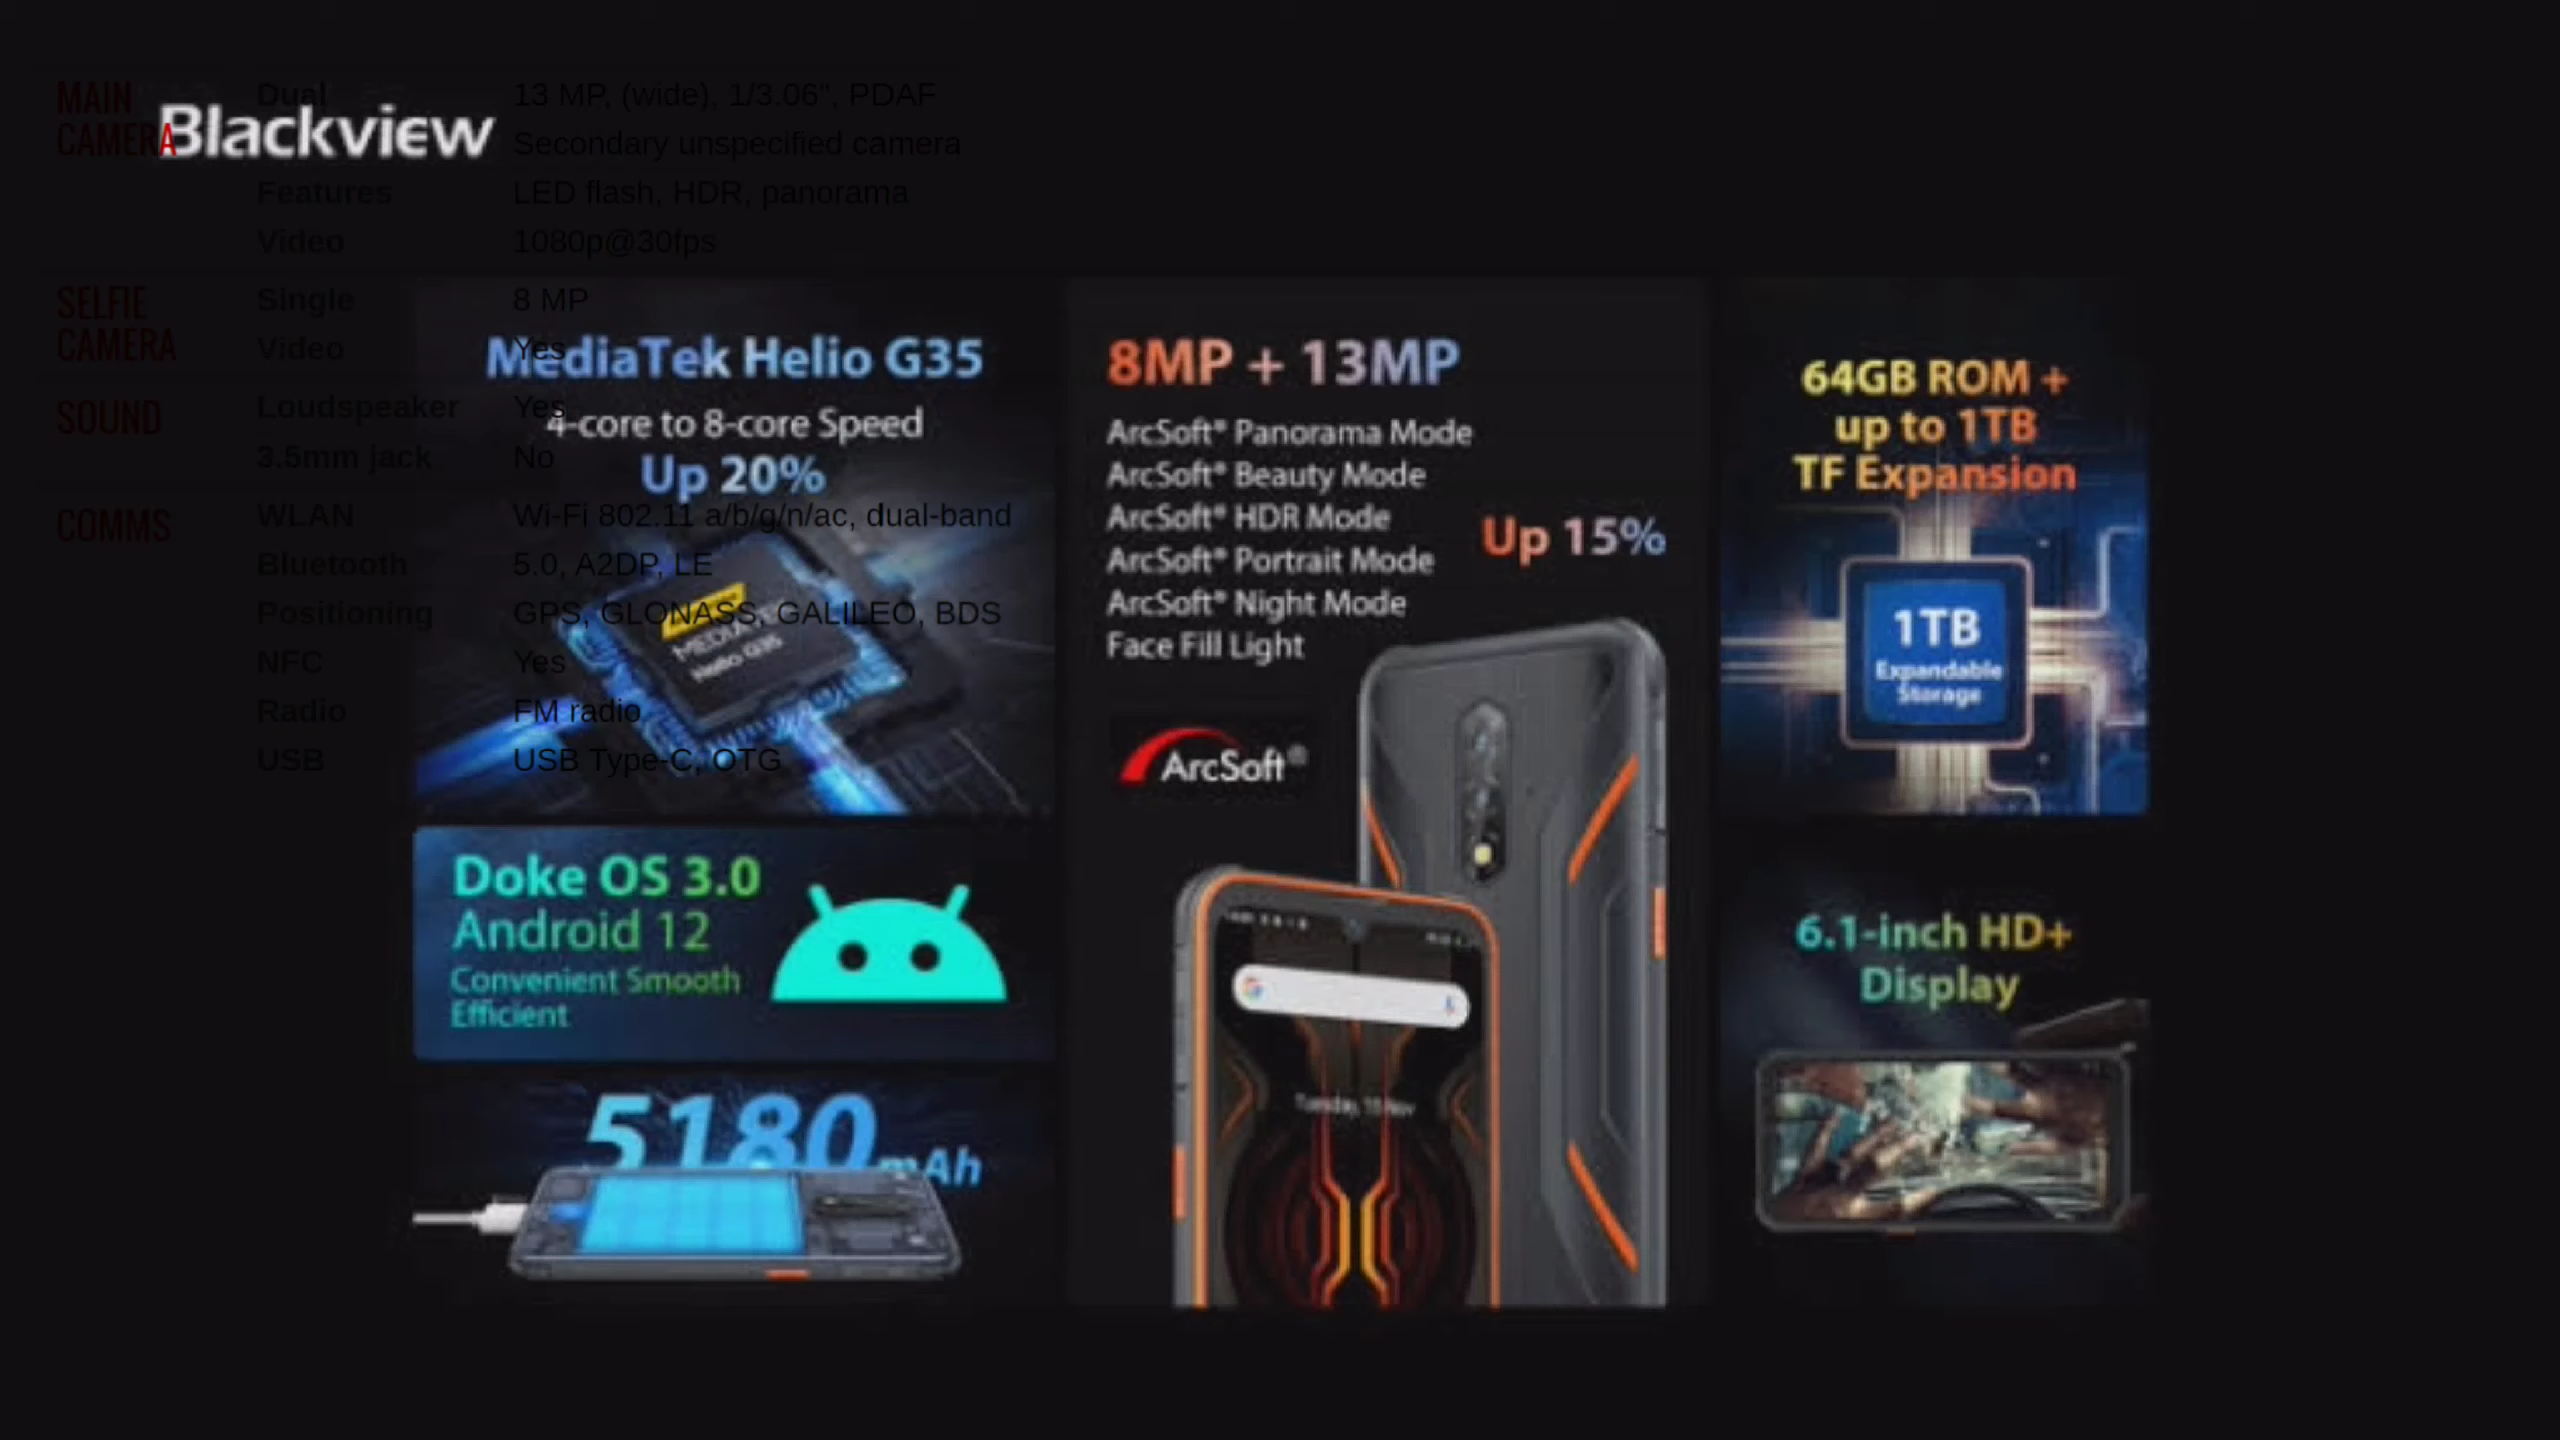 MAIN CAMERA
Dual 13 MP, (wide), 1/3.06", PDAF
Secondary unspecified camera
Features LED flash, HDR, panorama
Video 1080p@30fps
SELFIE CAMERA
Single 8 MP
Video Yes
SOUND
Loudspeaker Yes
3.5mm jack No
COMMS
WLAN Wi-Fi 802.11 a/b/g/n/ac, dual-band
Bluetooth 5.0, A2DP, LE
Positioning GPS, GLONASS, GALILEO, BDS
NFC Yes
Radio FM radio
USB USB Type-C, OTG
Blackview
MediaTek Helio G35
4-core to 8-core Speed
Up 20%
MEDIATEK
Helio G35
Doke OS 3.0
Android 12
Convenient Smooth
Efficient
5180 mAh
8MP + 13MP
ArcSoft® Panorama Mode
ArcSoft® Beauty Mode
ArcSoft® HDR Mode
ArcSoft® Portrait Mode
ArcSoft® Night Mode
Face Fill Light
Up 15%
ArcSoft®
64GB ROM +
up to 1TB
TF Expansion
1TB
Expandable
Storage
6.1-inch HD+
Display